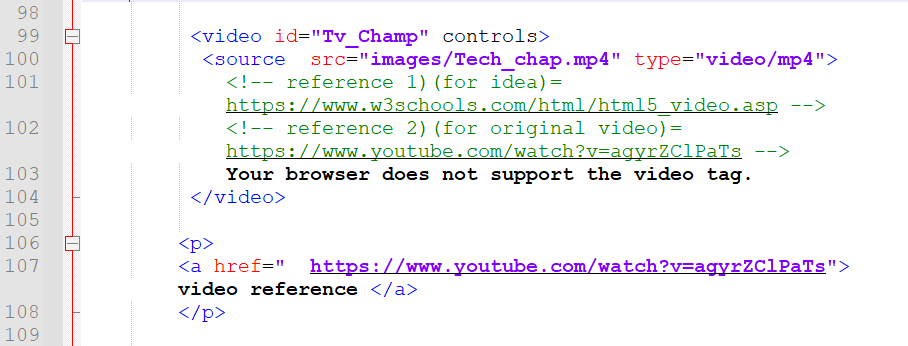 98
99 <video id="Tv_Champ" controls>
100 <source  src="images/Tech_chap.mp4" type="video/mp4">
101 <!-- reference 1)(for idea)=
https://www.w3schools.com/html/html5_video.asp -->
102 <!-- reference 2)(for original video)=
https://www.youtube.com/watch?v=agyrZClPaTs -->
103 Your browser does not support the video tag.
104 </video>
105
106 <p>
107 <a href="  https://www.youtube.com/watch?v=agyrZClPaTs">
video reference </a>
108 </p>
109